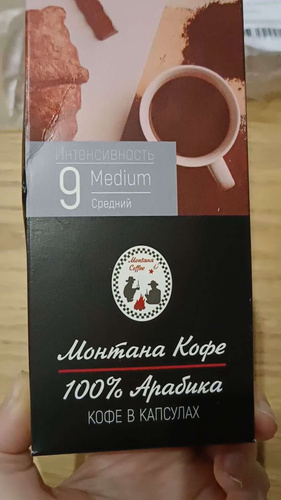 Интенсивность
9 Medium
Средний
Montana
Coffee
Монтана Кофе
100% Арабика
КОФЕ В КАПСУЛАХ